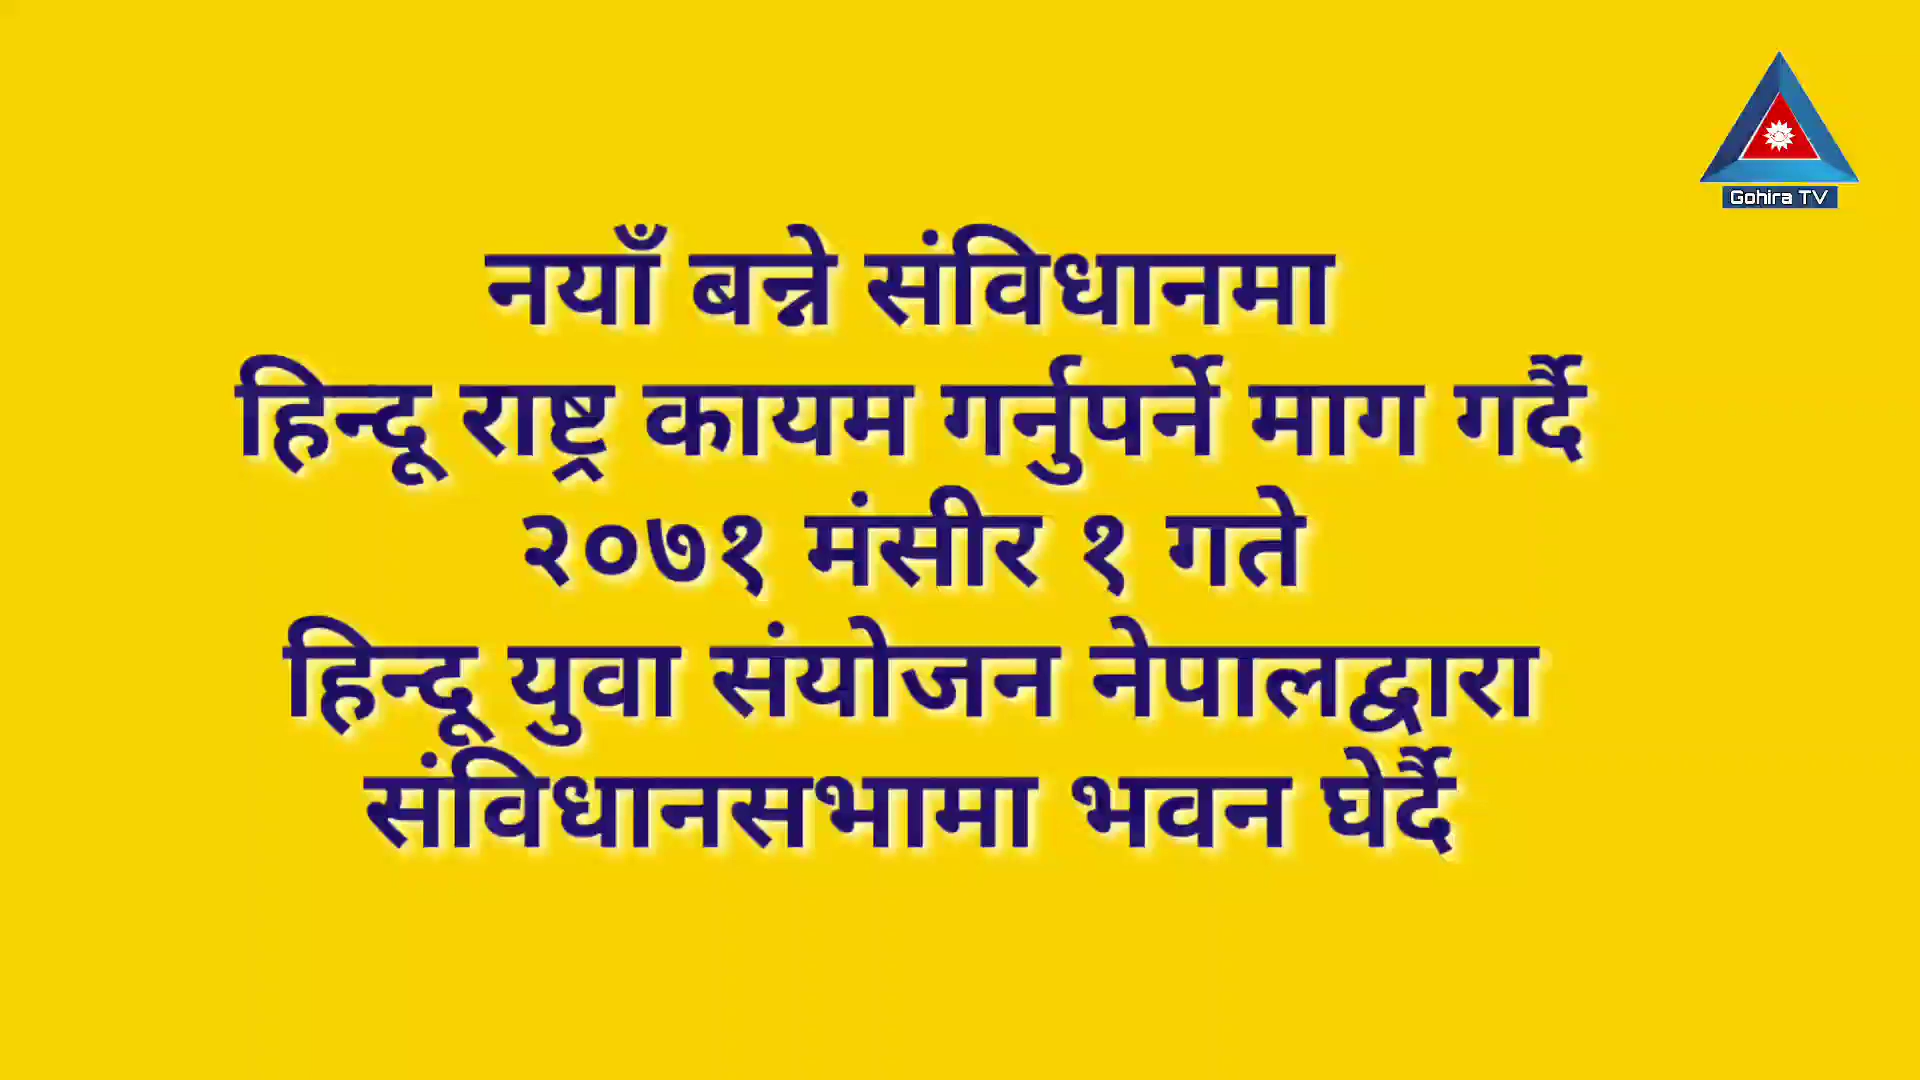 Gohira TV
नयाँ बन्ने संविधानमा
हिन्दू राष्ट्र कायम गर्नुपर्ने माग गर्दै
२०७१ मंसीर १ गते
हिन्दू युवा संयोजन नेपालद्वारा
संविधानसभामा भवन घेर्दै